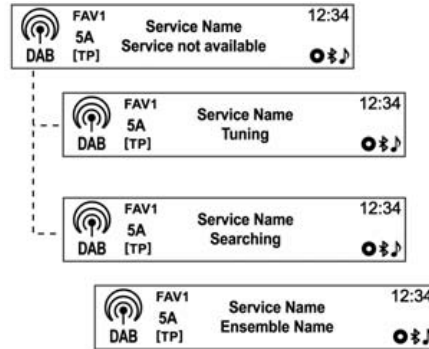 FAV1 Service Name 12:34
5A Service not available
DAB [TP]
FAV1 Service Name 12:34
5A Tuning
DAB [TP]
FAV1 Service Name 12:34
5A Searching
DAB [TP]
FAV1 Service Name 12:34
5A Ensemble Name
DAB [TP]